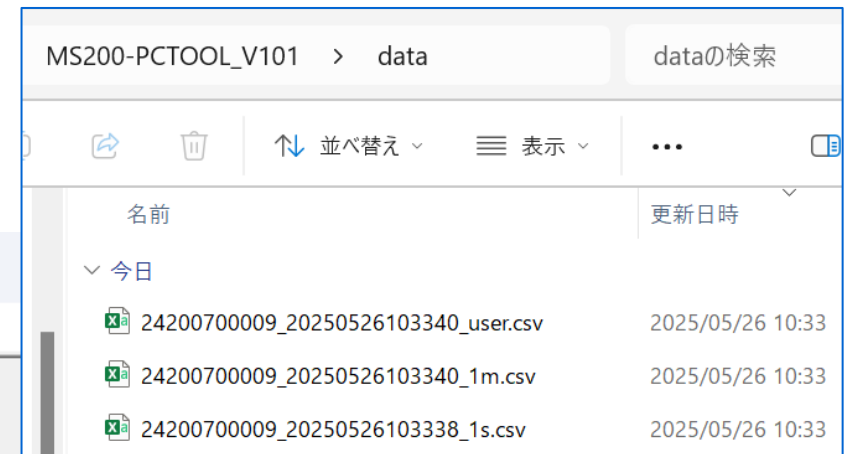 MS200-PCTOOL_V101 > data dataの検索
並べ替え 表示 •••
名前 更新日時
今日
24200700009_20250526103340_user.csv 2025/05/26 10:33
24200700009_20250526103340_1m.csv 2025/05/26 10:33
24200700009_20250526103338_1s.csv 2025/05/26 10:33